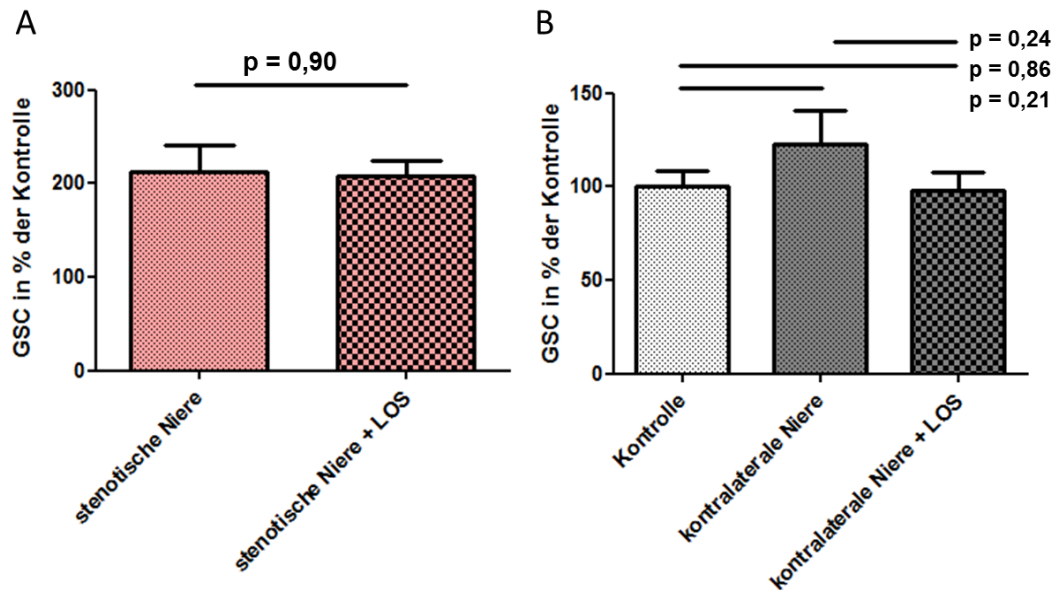 A
p = 0,90
GSC in % der Kontrolle
300
200
100
0
stenotische Niere
stenotische Niere + LOS
B
p = 0,24
p = 0,86
p = 0,21
GSC in % der Kontrolle
150
100
50
0
Kontrolle
kontralaterale Niere
kontralaterale Niere + LOS